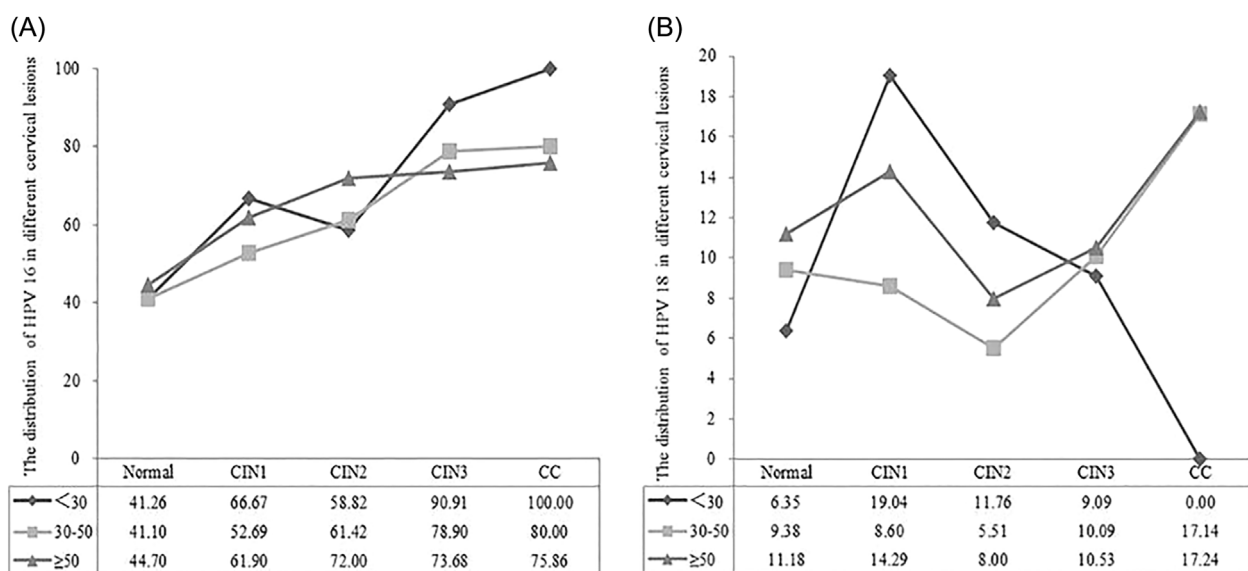 (A)
The distribution of HPV 16 in different cervical lesions
100
80
60
40
20
0
Normal CIN1 CIN2 CIN3 CC
<30 41.26 66.67 58.82 90.91 100.00
30-50 41.10 52.69 61.42 78.90 80.00
≥50 44.70 61.90 72.00 73.68 75.86
(B)
The distribution of HPV 18 in different cervical lesions
20
18
16
14
12
10
8
6
4
2
0
Normal CIN1 CIN2 CIN3 CC
<30 6.35 19.04 11.76 9.09 0.00
30-50 9.38 8.60 5.51 10.09 17.14
≥50 11.18 14.29 8.00 10.53 17.24